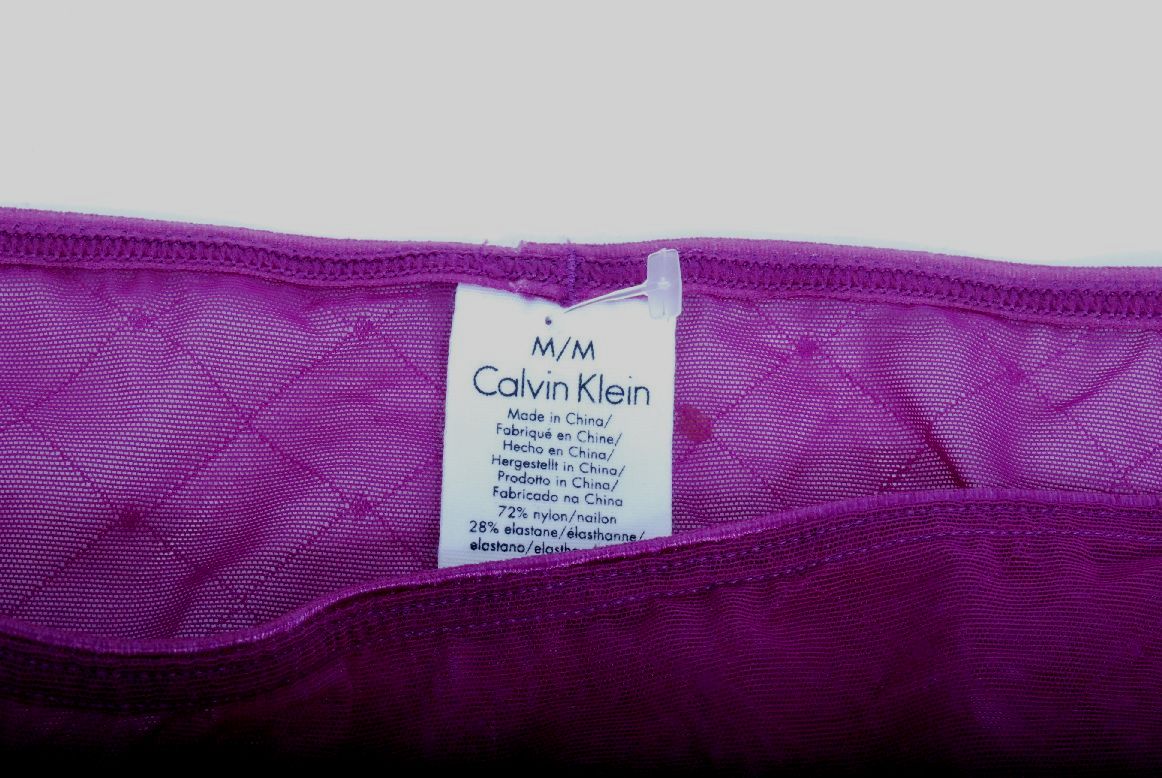 M/M
Calvin Klein
Made in China/
Fabriqué en Chine/
Hecho en China/
Hergestellt in China/
Prodotto in China/
Fabricado na China
72% nylon/nailon
28% elastane/élasthanne/
elastano/